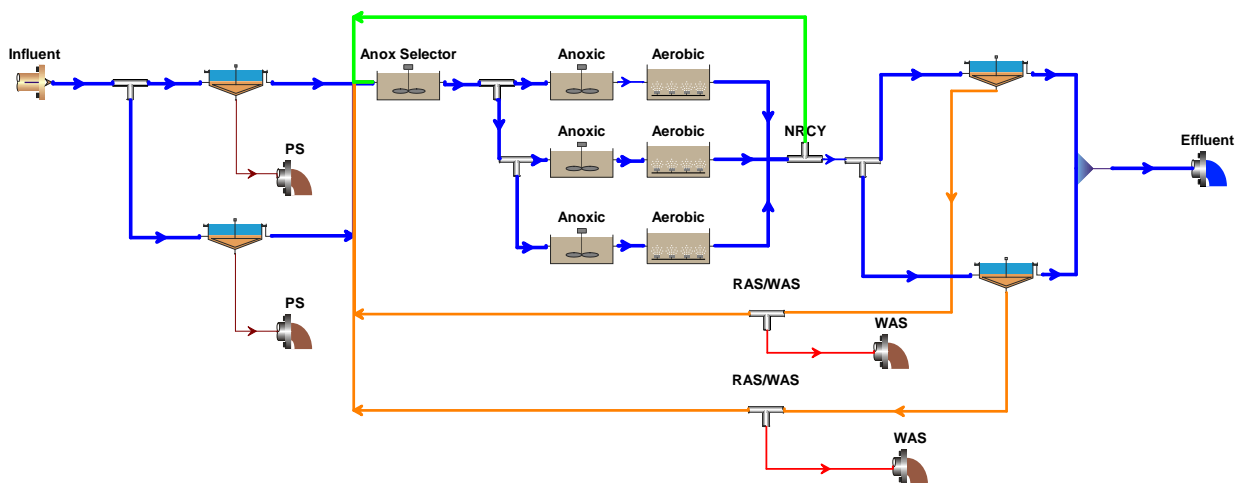 Influent
Anox Selector
Anoxic
Aerobic
PS
Anoxic
Aerobic
NRCY
Effluent
Anoxic
Aerobic
PS
RAS/WAS
WAS
RAS/WAS
WAS